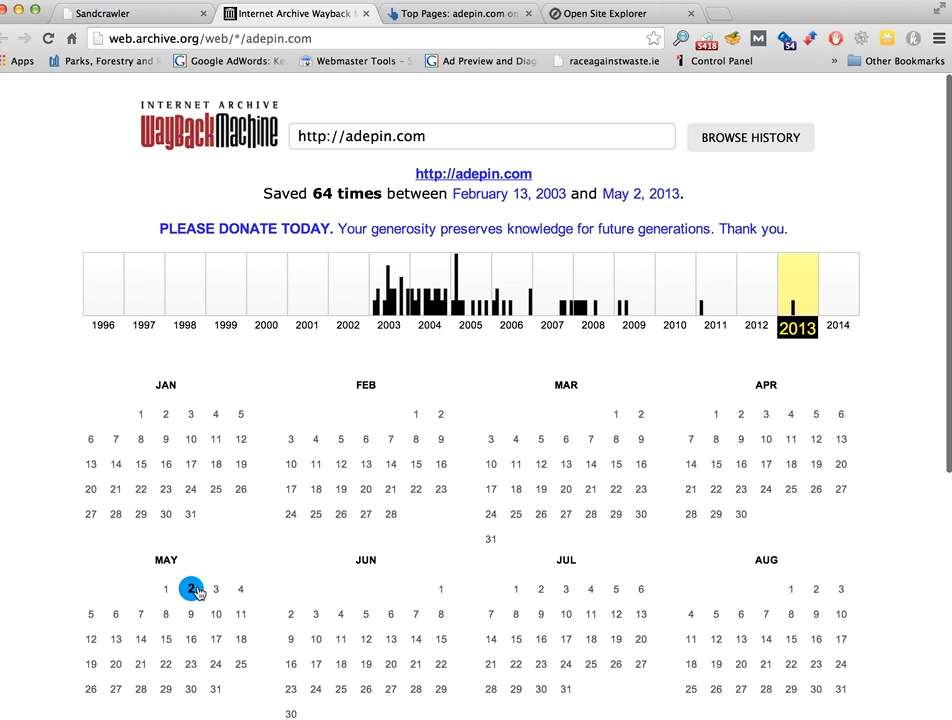 Sandcrawler
Internet Archive Wayback
Top Pages: adepin.com on
Open Site Explorer
web.archive.org/web/*/adepin.com
5418
54
Apps
Parks, Forestry and
Google AdWords: Ke
Webmaster Tools –
Ad Preview and Diag
raceagainstwaste.ie
Control Panel
»
Other Bookmarks
INTERNET ARCHIVE
WayBackMachine
http://adepin.com
BROWSE HISTORY
http://adepin.com
Saved 64 times between February 13, 2003 and May 2, 2013.
PLEASE DONATE TODAY. Your generosity preserves knowledge for future generations. Thank you.
1996 1997 1998 1999 2000 2001 2002 2003 2004 2005 2006 2007 2008 2009 2010 2011 2012 2013 2014
JAN FEB MAR APR
1 2 3 4 5 1 2 1 2 1 2 3 4 5 6
6 7 8 9 10 11 12 3 4 5 6 7 8 9 3 4 5 6 7 8 9 7 8 9 10 11 12 13
13 14 15 16 17 18 19 10 11 12 13 14 15 16 10 11 12 13 14 15 16 14 15 16 17 18 19 20
20 21 22 23 24 25 26 17 18 19 20 21 22 23 17 18 19 20 21 22 23 21 22 23 24 25 26 27
27 28 29 30 31 24 25 26 27 28 24 25 26 27 28 29 30 28 29 30
31
MAY JUN JUL AUG
1 2 3 4 1 1 2 3 4 5 6 1 2 3
5 6 7 8 9 10 11 2 3 4 5 6 7 8 7 8 9 10 11 12 13 4 5 6 7 8 9 10
12 13 14 15 16 17 18 9 10 11 12 13 14 15 14 15 16 17 18 19 20 11 12 13 14 15 16 17
19 20 21 22 23 24 25 16 17 18 19 20 21 22 21 22 23 24 25 26 27 18 19 20 21 22 23 24
26 27 28 29 30 31 23 24 25 26 27 28 29 28 29 30 31 25 26 27 28 29 30 31
30